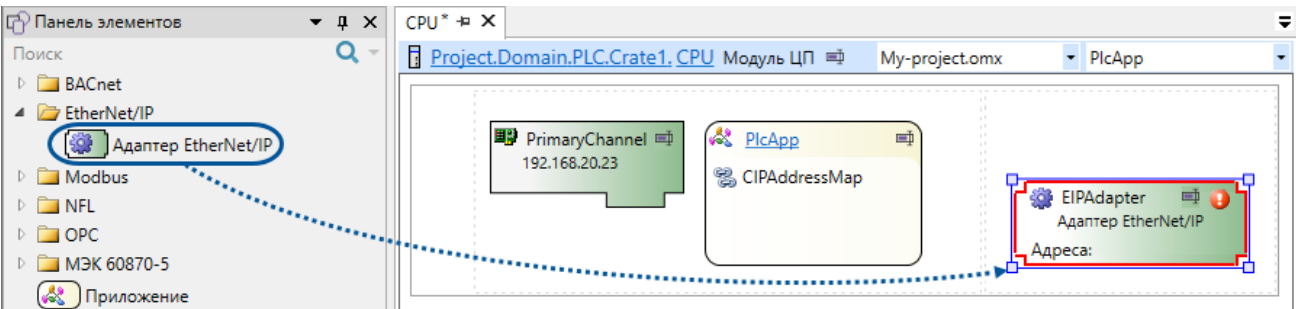 Панель элементов
Поиск
BACnet
EtherNet/IP
Адаптер EtherNet/IP
Modbus
NFL
OPC
МЭК 60870-5
Приложение
CPU*
Project.Domain.PLC.Crate1. CPU Модуль ЦП My-project.omx PlcApp
PrimaryChannel
192.168.20.23
PlcApp
CIPAddressMap
EIPAdapter
Адаптер EtherNet/IP
Адреса: